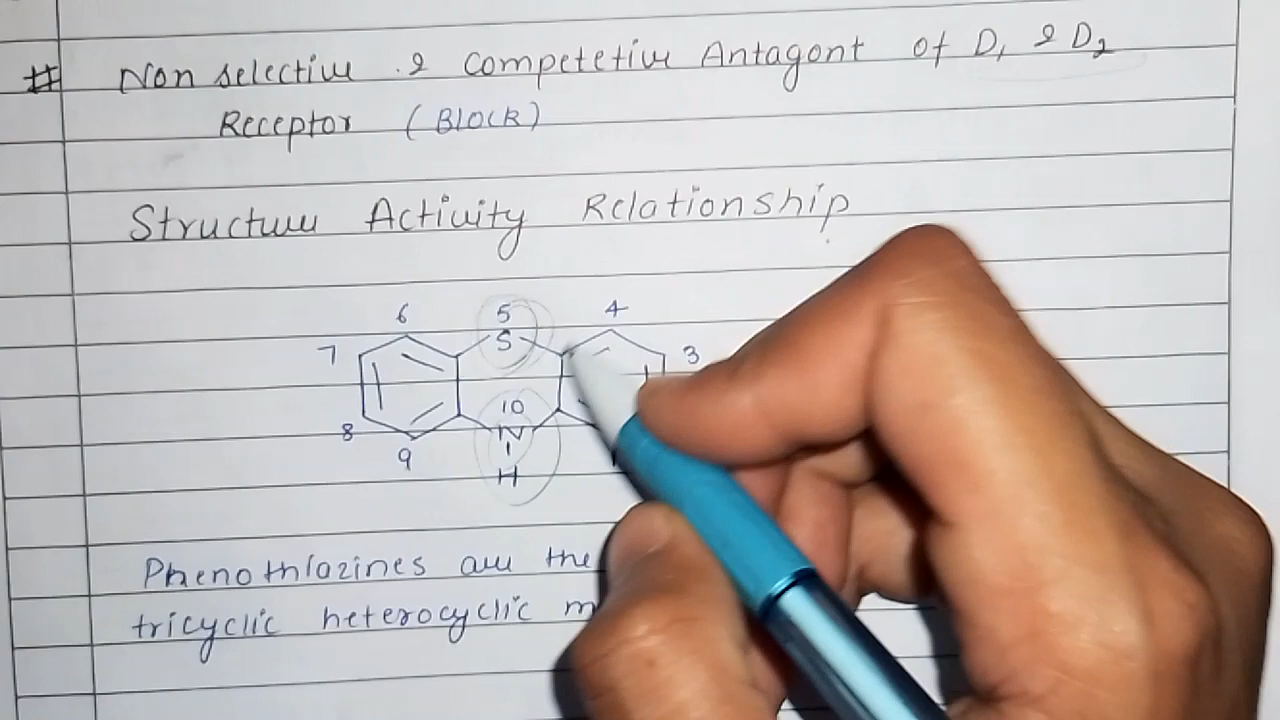 # Non selective & Competetive Antagont of D1 & D2
Receptor (Block)
Structure Activity Relationship
6 5 4
7 S 3
10
8 N
9 H
Phenothiazines are the
tricyclic heterocyclic